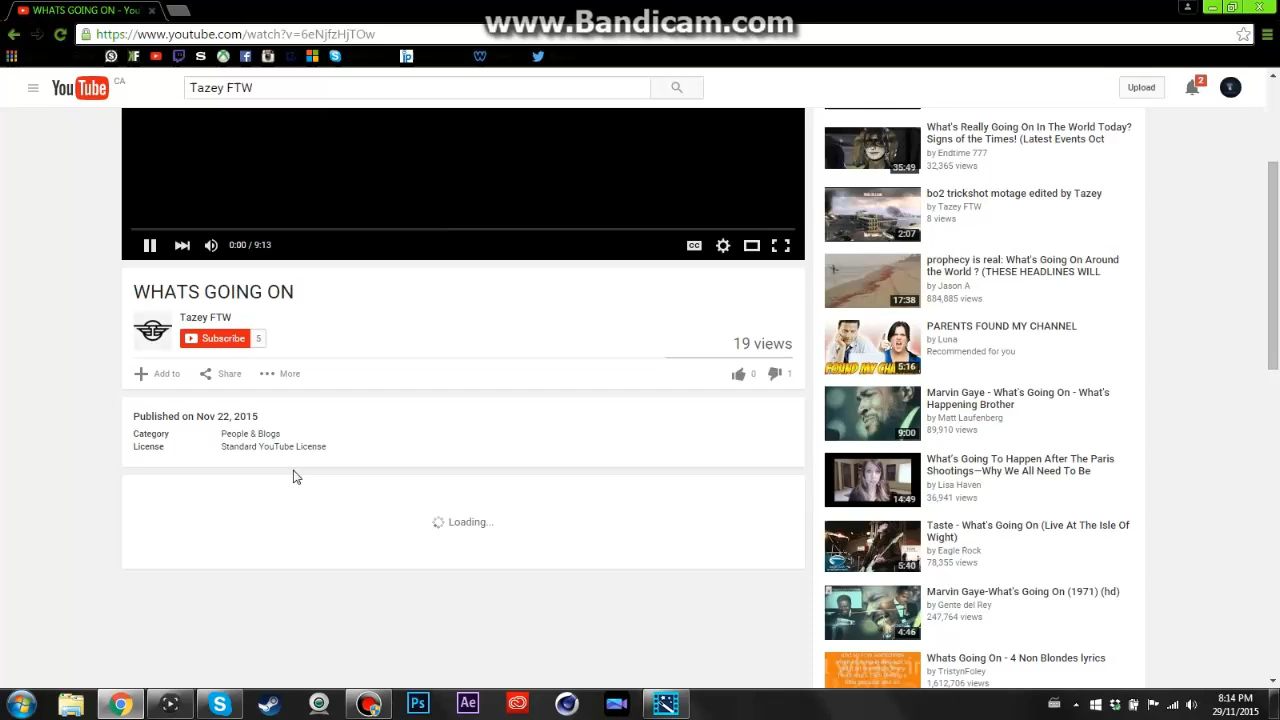 WHATS GOING ON - You
www.Bandicam.com
https://www.youtube.com/watch?v=6eNjfzHjTOw
YouTube CA
Tazey FTW
Upload
2
0:00 / 9:13
CC
WHATS GOING ON
Tazey FTW
Subscribe 5
19 views
Add to Share More
0 1
Published on Nov 22, 2015
Category People & Blogs
License Standard YouTube License
Loading...
What's Really Going On In The World Today?
Signs of the Times! (Latest Events Oct
by Endtime 777
32,365 views
35:49
bo2 trickshot motage edited by Tazey
by Tazey FTW
8 views
2:07
prophecy is real: What's Going On Around
the World ? (THESE HEADLINES WILL
by Jason A
884,885 views
17:38
PARENTS FOUND MY CHANNEL
by Luna
Recommended for you
5:16
Marvin Gaye - What's Going On - What's
Happening Brother
by Matt Laufenberg
89,910 views
9:00
What's Going To Happen After The Paris
Shootings—Why We All Need To Be
by Lisa Haven
36,941 views
14:49
Taste - What's Going On (Live At The Isle Of
Wight)
by Eagle Rock
78,355 views
5:40
Marvin Gaye-What's Going On (1971) (hd)
by Gente del Rey
247,764 views
4:46
Whats Going On - 4 Non Blondes lyrics
by TristynFoley
1,612,706 views
Ps
Ae
8:14 PM
29/11/2015